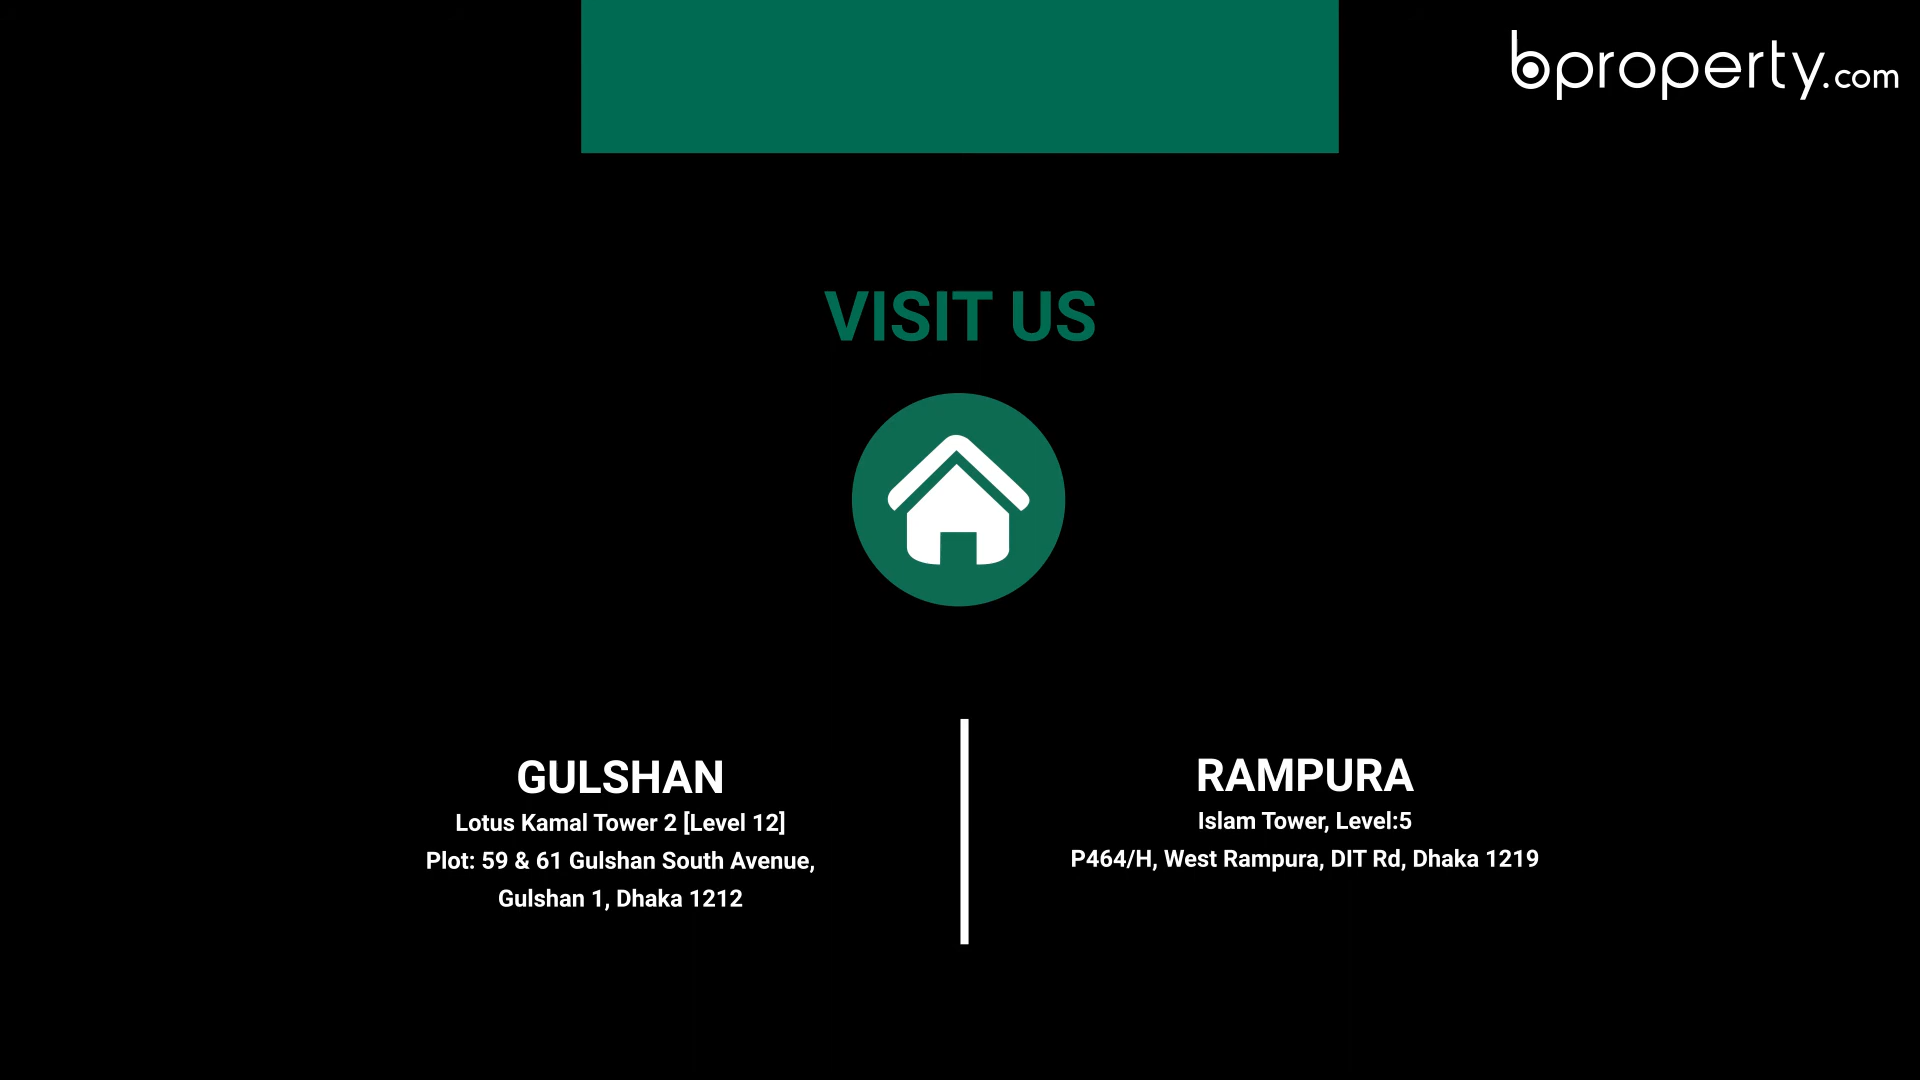 bproperty.com
VISIT US
GULSHAN
Lotus Kamal Tower 2 [Level 12]
Plot: 59 & 61 Gulshan South Avenue,
Gulshan 1, Dhaka 1212
RAMPURA
Islam Tower, Level:5
P464/H, West Rampura, DIT Rd, Dhaka 1219